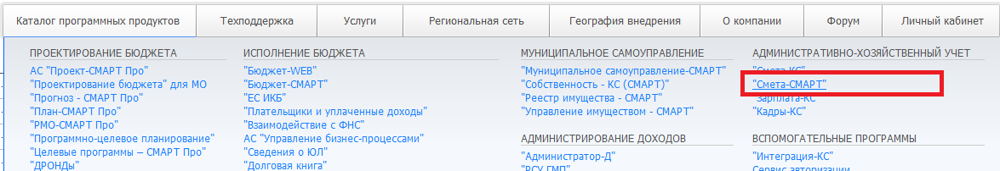 Каталог программных продуктов
Техподдержка
Услуги
Региональная сеть
География внедрения
О компании
Форум
Личный кабинет
ПРОЕКТИРОВАНИЕ БЮДЖЕТА
АС "Проект-СМАРТ Про"
"Проектирование бюджета" для МО
"Прогноз - СМАРТ Про"
"План-СМАРТ Про"
"РМО-СМАРТ Про"
"Программно-целевое планирование"
"Целевые программы – СМАРТ Про"
"ДРОНДы"
ИСПОЛНЕНИЕ БЮДЖЕТА
"Бюджет-WEB"
"Бюджет-СМАРТ"
"ЕС ИКБ"
"Плательщики и уплаченные доходы"
"Взаимодействие с ФНС"
АС "Управление бизнес-процессами"
"Сведения о ЮЛ"
"Долговая книга"
МУНИЦИПАЛЬНОЕ САМОУПРАВЛЕНИЕ
"Муниципальное самоуправление-СМАРТ"
"Собственность - КС (СМАРТ)"
"Реестр имущества - СМАРТ"
"Управление имуществом - СМАРТ"
АДМИНИСТРИРОВАНИЕ ДОХОДОВ
"Администратор-Д"
"РСУ ГМП"
АДМИНИСТРАТИВНО-ХОЗЯЙСТВЕННЫЙ УЧЕТ
"Смета-КС"
"Смета-СМАРТ"
"Зарплата-КС"
"Кадры-КС"
ВСПОМОГАТЕЛЬНЫЕ ПРОГРАММЫ
"Интеграция-КС"
Сервис авторизации